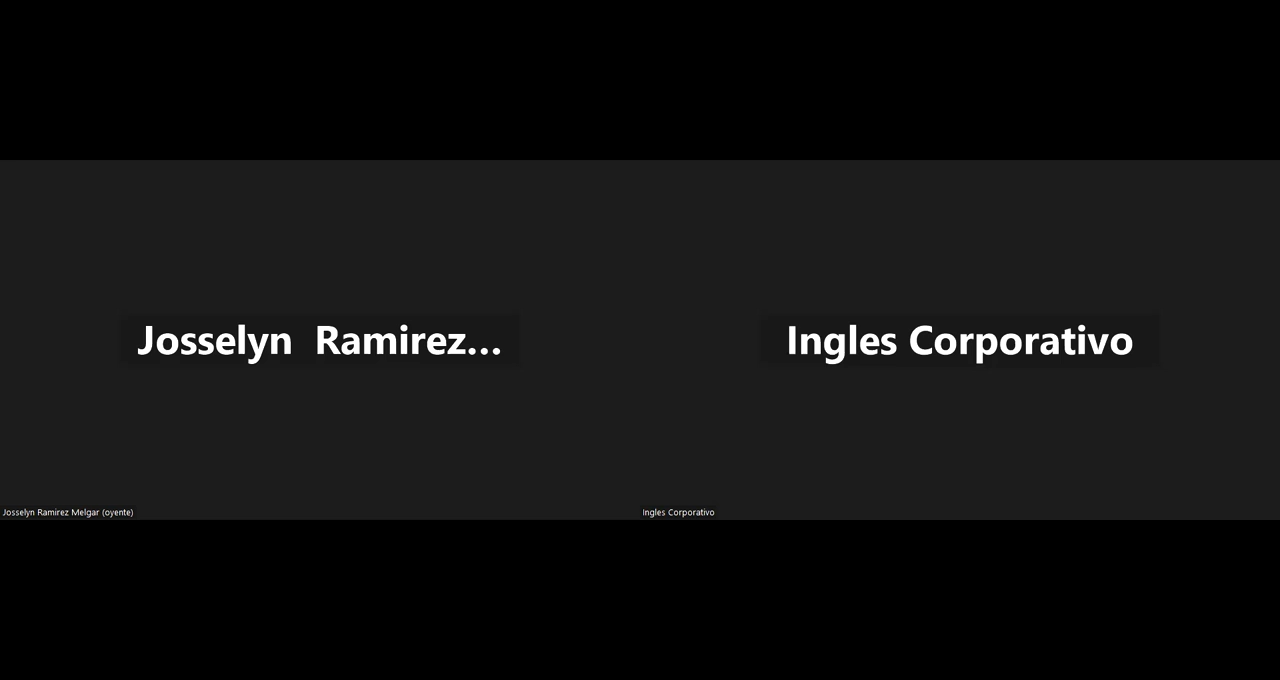 Josselyn  Ramirez...
Ingles Corporativo
Josselyn Ramirez Melgar (oyente)
Ingles Corporativo